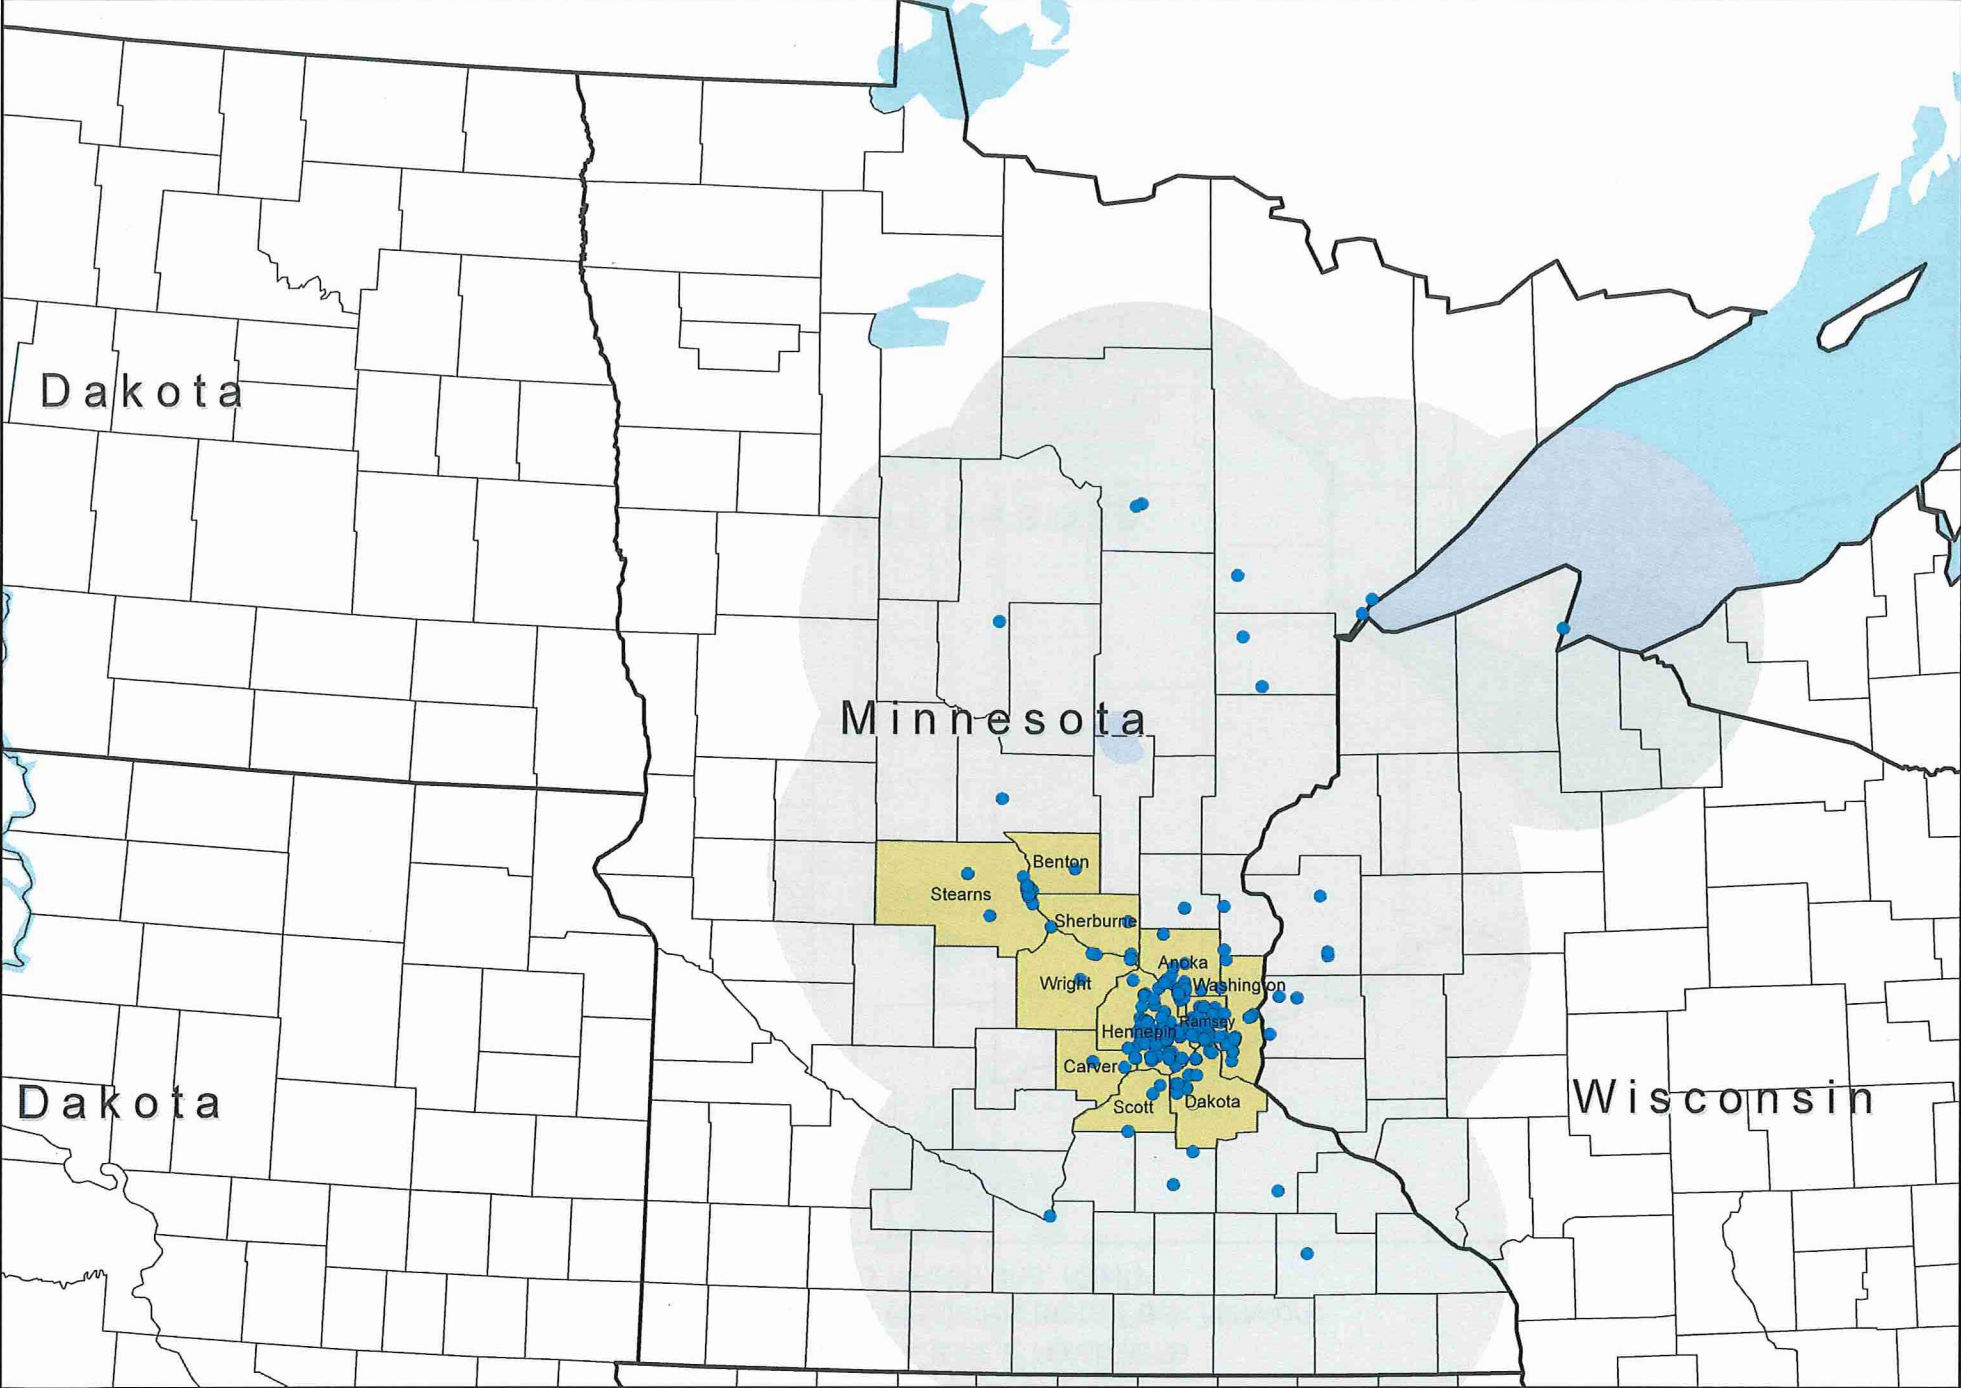 Dakota
Minnesota
Benton
Stearns
Sherburne
Anoka
Wright
Washington
Ramsey
Hennepin
Carver
Scott
Dakota
Dakota
Wisconsin